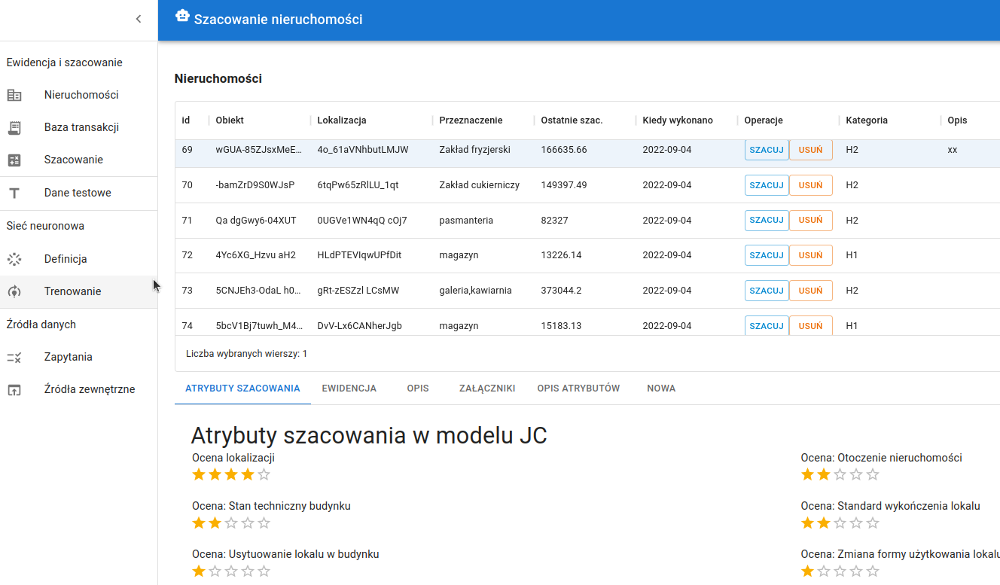 Szacowanie nieruchomości
Ewidencja i szacowanie
Nieruchomości
Baza transakcji
Szacowanie
Dane testowe
Sieć neuronowa
Definicja
Trenowanie
Źródła danych
Zapytania
Źródła zewnętrzne
Nieruchomości
id Obiekt Lokalizacja Przeznaczenie Ostatnie szac. Kiedy wykonano Operacje Kategoria Opis
69 wGUA-85ZJsxMeE... 4o_61aVNhbutLMJW Zakład fryzjerski 166635.66 2022-09-04 SZACUJ USUŃ H2 xx
70 -bamZrD9S0WJsP 6tqPw65zRlLU_1qt Zakład cukierniczy 149397.49 2022-09-04 SZACUJ USUŃ H2
71 Qa dgGwy6-04XUT 0UGVe1WN4qQ cOj7 pasmanteria 82327 2022-09-04 SZACUJ USUŃ H2
72 4Yc6XG_Hzvu aH2 HLdPTEVIqwUPfDit magazyn 13226.14 2022-09-04 SZACUJ USUŃ H1
73 5CNJEh3-OdaL h0... gRt-zESZzl LCsMW galeria,kawiarnia 373044.2 2022-09-04 SZACUJ USUŃ H2
74 5bcV1Bj7tuwh_M4... DvV-Lx6CANherJgb magazyn 15183.13 2022-09-04 SZACUJ USUŃ H1
Liczba wybranych wierszy: 1
ATRYBUTY SZACOWANIA EWIDENCJA OPIS ZAŁĄCZNIKI OPIS ATRYBUTÓW NOWA
Atrybuty szacowania w modelu JC
Ocena lokalizacji Ocena: Otoczenie nieruchomości
Ocena: Stan techniczny budynku Ocena: Standard wykończenia lokalu
Ocena: Usytuowanie lokalu w budynku Ocena: Zmiana formy użytkowania lokalu